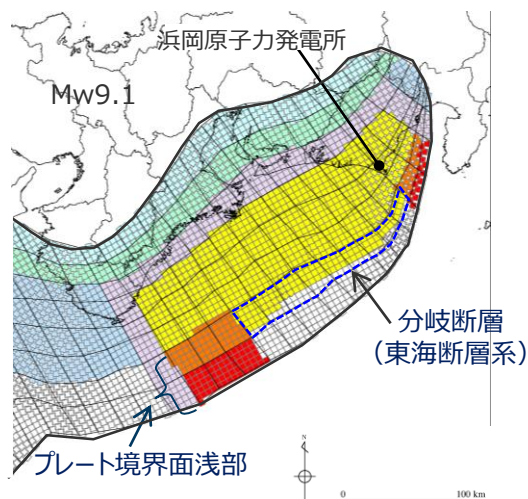 浜岡原子力発電所
Mw9.1
分岐断層
（東海断層系）
プレート境界面浅部
N
0 100 km